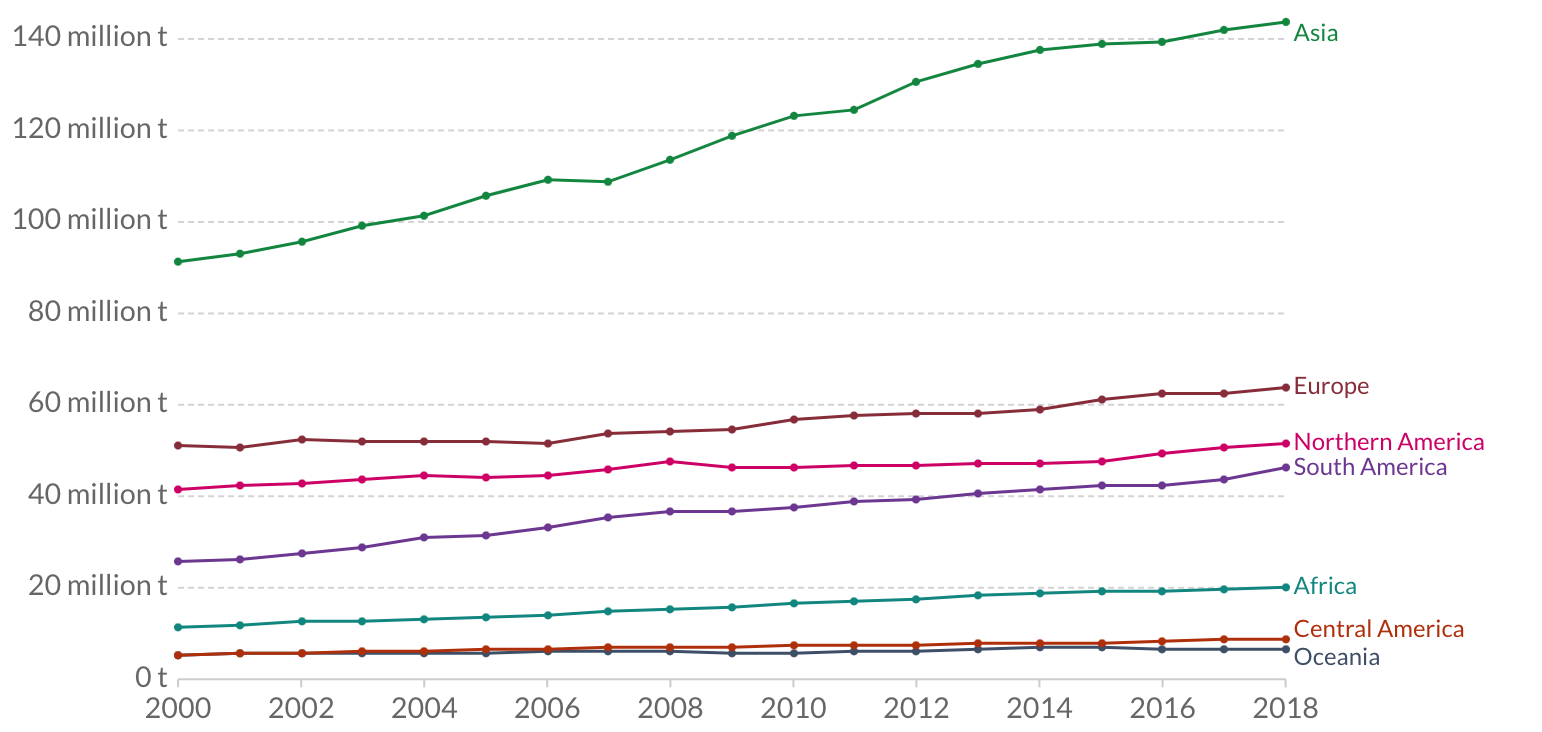 140 million t
120 million t
100 million t
80 million t
60 million t
40 million t
20 million t
0 t
2000 2002 2004 2006 2008 2010 2012 2014 2016 2018
Asia
Europe
Northern America
South America
Africa
Central America
Oceania